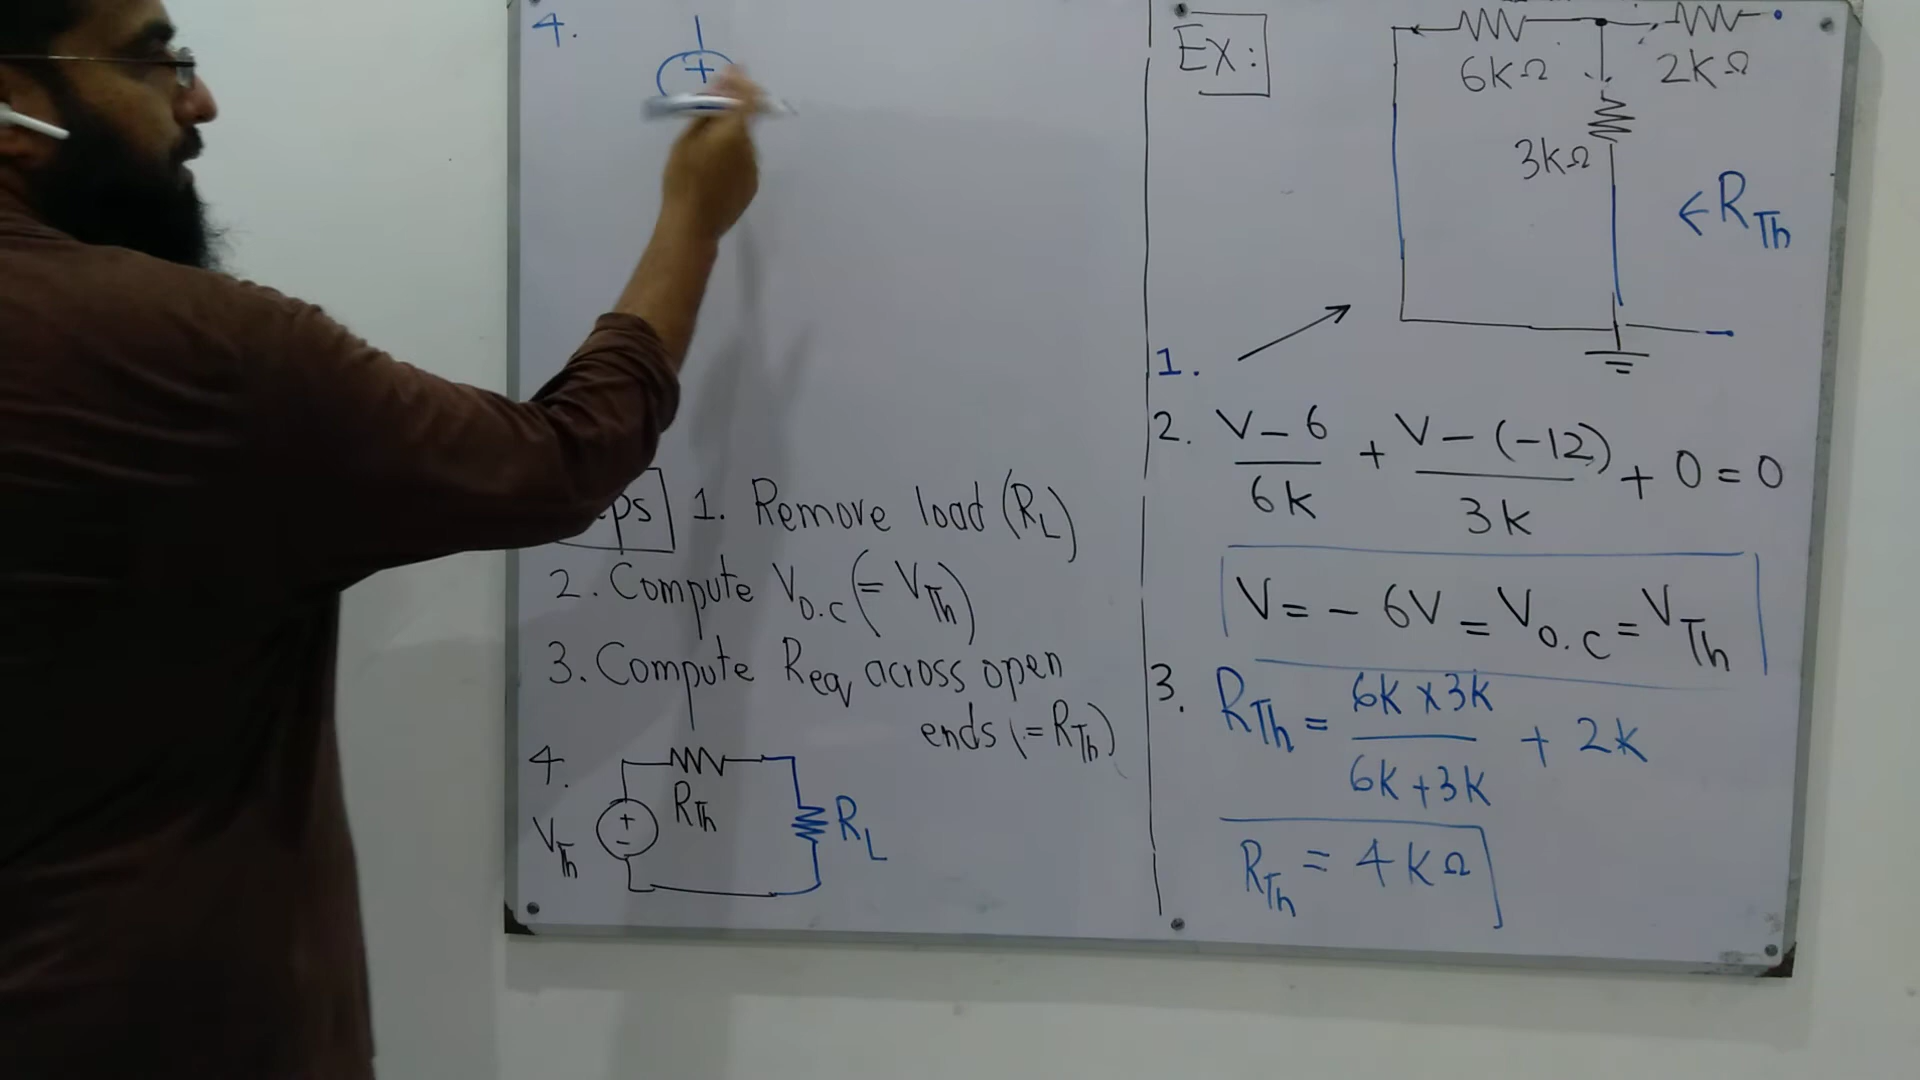 4.
+
1. Remove load (RL)
2. Compute Vo.c (= VTh)
3. Compute Req across open
ends (= RTh)
4.
RTh
+
-
VTh
RL
EX:
6kΩ
2kΩ
3kΩ
←RTh
1.
2. V-6/6k + V-(-12)/3k + 0 = 0
V = -6V = Vo.c = VTh
3. RTh = 6k x 3k/6k+3k + 2k
RTh = 4kΩ